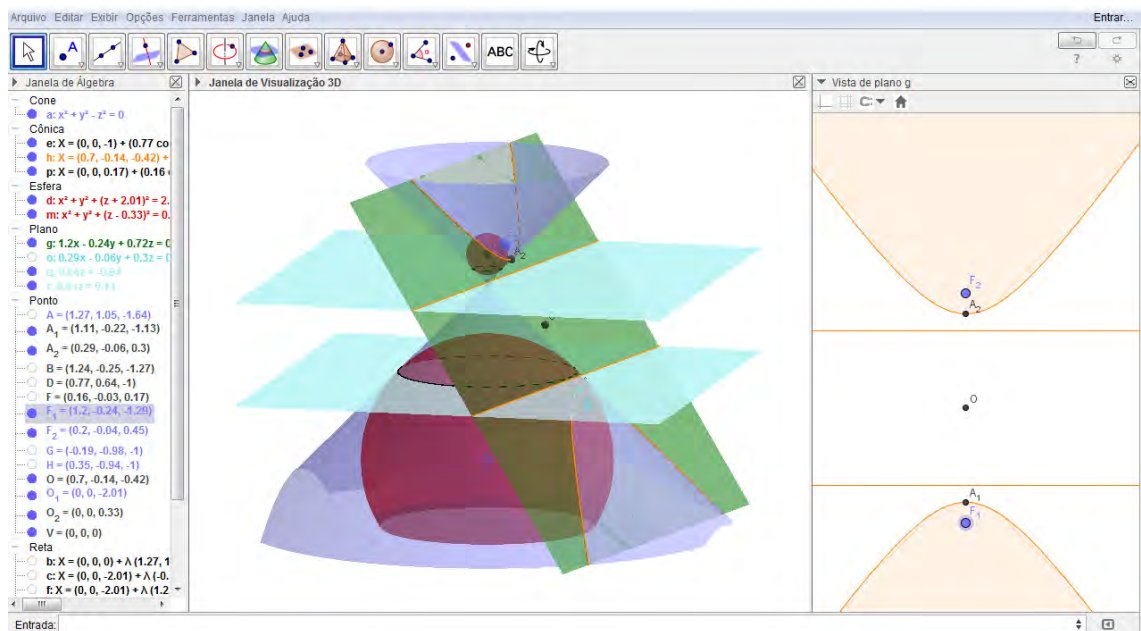 Arquivo Editar Exibir Opções Ferramentas Janela Ajuda
Entrar...
ABC
Janela de Álgebra
Janela de Visualização 3D
Vista de plano g
Cone
a: x² + y² - z² = 0
Cônica
e: X = (0, 0, -1) + (0.77 co
h: X = (0.7, -0.14, -0.42) +
p: X = (0, 0, 0.17) + (0.16
Esfera
d: x² + y² + (z + 2.01)² = 2.
m: x² + y² + (z - 0.33)² = 0.
Plano
g: 1.2x - 0.24y + 0.72z = 0
o: 0.29x - 0.06y + 0.3z =
Ponto
A = (1.27, 1.05, -1.64)
A₁ = (1.11, -0.22, -1.13)
A₂ = (0.29, -0.06, 0.3)
B = (1.24, -0.25, -1.27)
D = (0.77, 0.64, -1)
F = (0.16, -0.03, 0.17)
F₁ = (1.2, -0.24, -1.29)
F₂ = (0.2, -0.04, 0.45)
G = (-0.19, -0.98, -1)
H = (0.35, -0.94, -1)
O = (0.7, -0.14, -0.42)
O₁ = (0, 0, -2.01)
O₂ = (0, 0, 0.33)
V = (0, 0, 0)
Reta
b: X = (0, 0, 0) + λ (1.27, 1
c: X = (0, 0, -2.01) + λ (-0.
f: X = (0, 0, -2.01) + λ (1.2
A₂
F₂
A₂
O
A₁
F₁
Entrada: